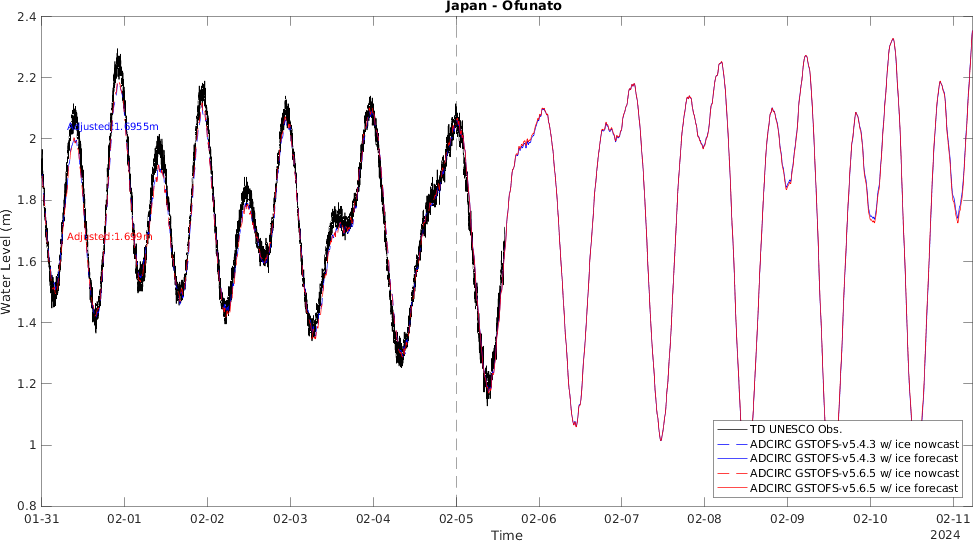 Japan - Ofunato
2.4
2.2
2
1.8
1.6
1.4
1.2
1
0.8
Water Level (m)
Adjusted:1.6955m
Adjusted:1.699m
TD UNESCO Obs.
ADCIRC GSTOFS-v5.4.3 w/ ice nowcast
ADCIRC GSTOFS-v5.4.3 w/ ice forecast
ADCIRC GSTOFS-v5.6.5 w/ ice nowcast
ADCIRC GSTOFS-v5.6.5 w/ ice forecast
01-31 02-01 02-02 02-03 02-04 02-05 02-06 02-07 02-08 02-09 02-10 02-11
Time
2024